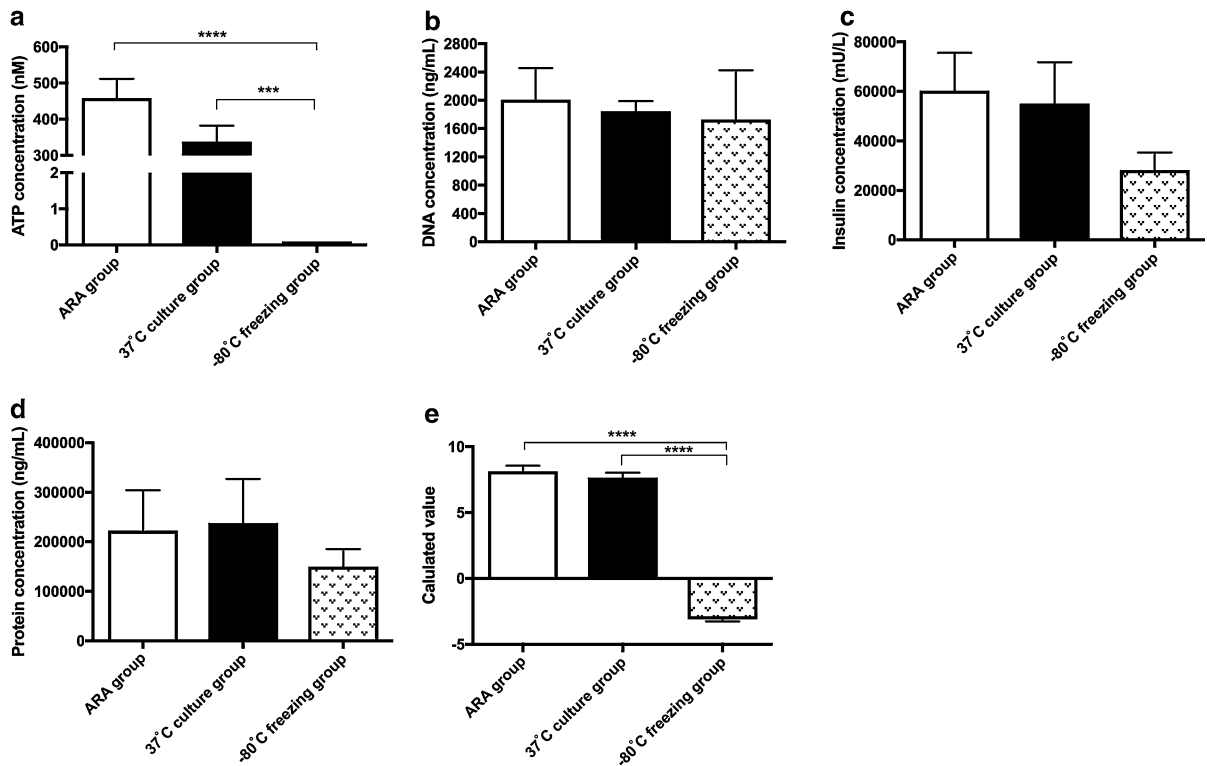 a
ATP concentration (nM)
600
500
400
300
2
1
0
****
***
ARA group
37°C culture group
-80°C freezing group
b
DNA concentration (ng/mL)
2800
2400
2000
1600
1200
800
400
0
ARA group
37°C culture group
-80°C freezing group
c
Insulin concentration (mU/L)
80000
60000
40000
20000
0
ARA group
37°C culture group
-80°C freezing group
d
Protein concentration (ng/mL)
400000
300000
200000
100000
0
ARA group
37°C culture group
-80°C freezing group
e
Calulated value
10
5
0
-5
****
****
ARA group
37°C culture group
-80°C freezing group